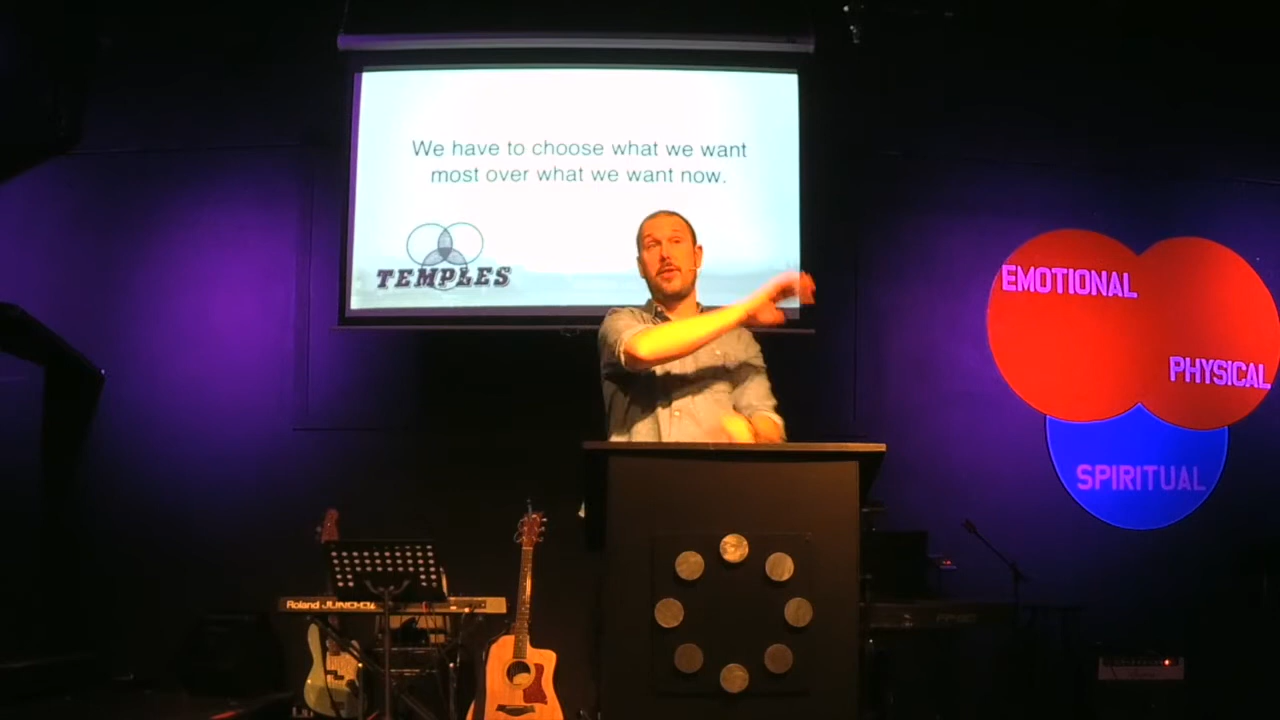 We have to choose what we want
most over what we want now.
TEMPLES
EMOTIONAL
PHYSICAL
SPIRITUAL
Roland JUNO-Di